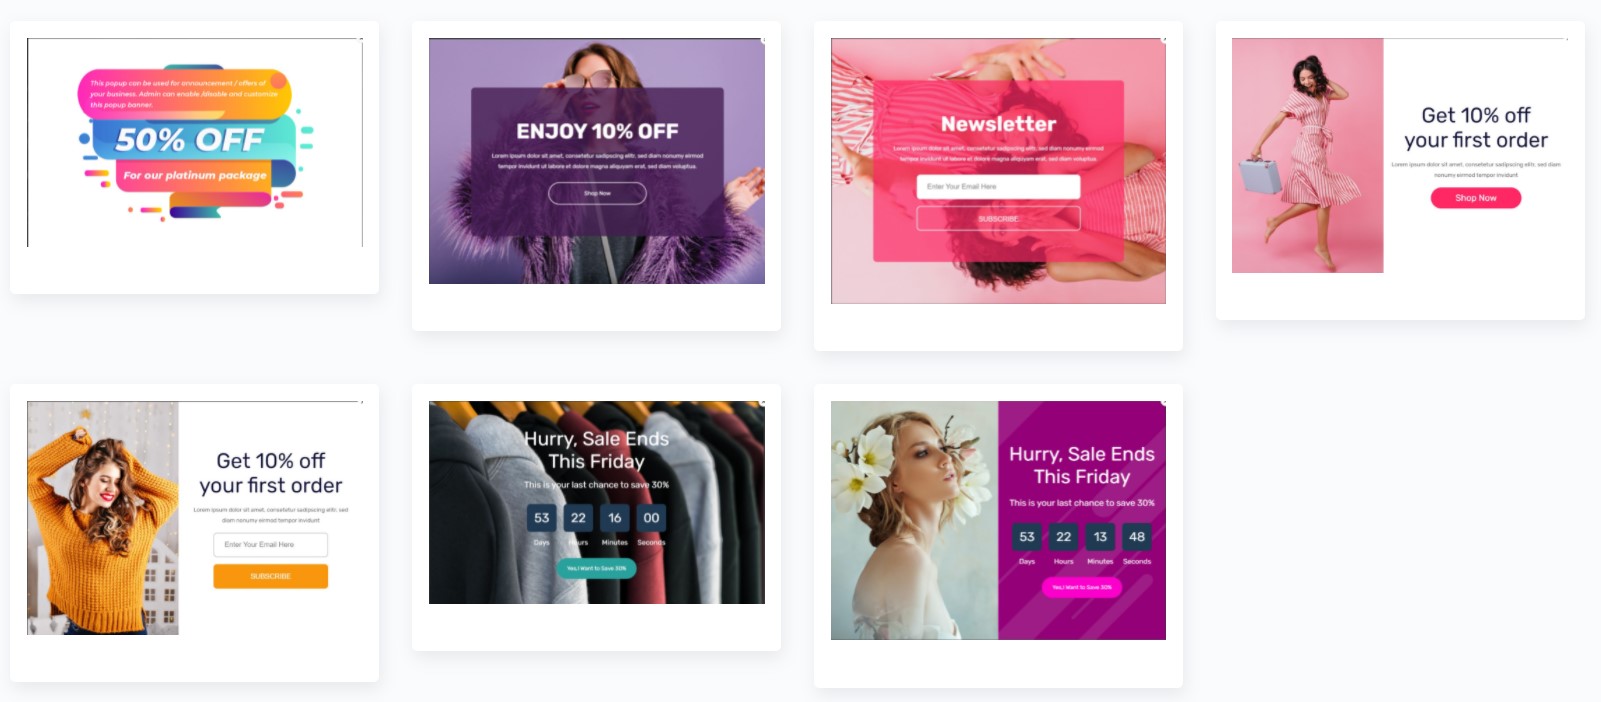 This popup can be used for announcement / offers of
your business. Admin can enable /disable and customize
this popup banner.
50% OFF
For our platinum package
ENJOY 10% OFF
Lorem ipsum dolor sit amet, consetetur sadipscing elitr, sed diam nonumy eirmod
tempor invidunt ut labore et dolore magna aliquyam erat, sed diam voluptua.
Shop Now
Newsletter
Lorem ipsum dolor sit amet, consetetur sadipscing elitr, sed diam nonumy eirmod
tempor invidunt ut labore et dolore magna aliquyam erat, sed diam voluptua.
Enter Your Email Here
SUBSCRIBE
Get 10% off
your first order
Lorem ipsum dolor sit amet, consetetur sadipscing elitr, sed diam
nonumy eirmod tempor invidunt
Shop Now
Get 10% off
your first order
Lorem ipsum dolor sit amet, consetetur sadipscing elitr, sed
diam nonumy eirmod tempor invidunt
Enter Your Email Here
SUBSCRIBE
Hurry, Sale Ends
This Friday
This is your last chance to save 30%
53 22 16 00
Days Hours Minutes Seconds
Yes,I Want to Save 30%
Hurry, Sale Ends
This Friday
This is your last chance to save 30%
53 22 13 48
Days Hours Minutes Seconds
Yes,I Want to Save 30%